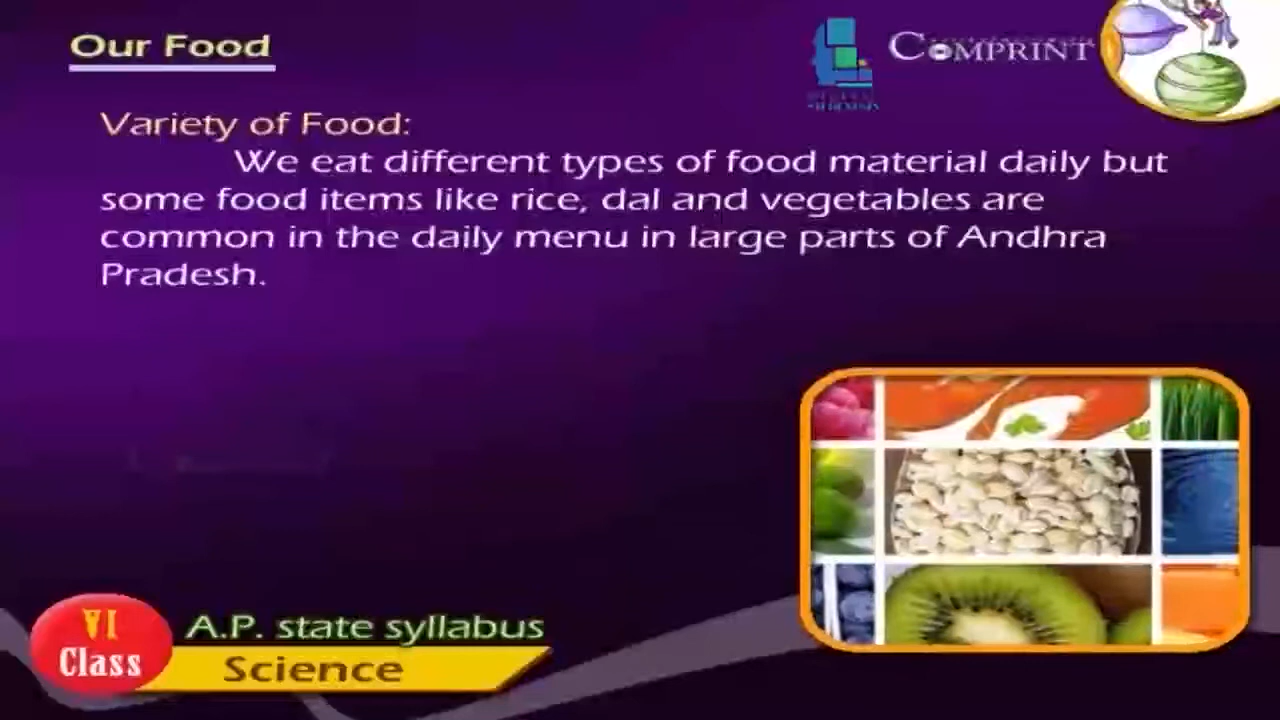 Our Food
COMPRINT
Variety of Food:
We eat different types of food material daily but
some food items like rice, dal and vegetables are
common in the daily menu in large parts of Andhra
Pradesh.
VI
Class
A.P. state syllabus
Science